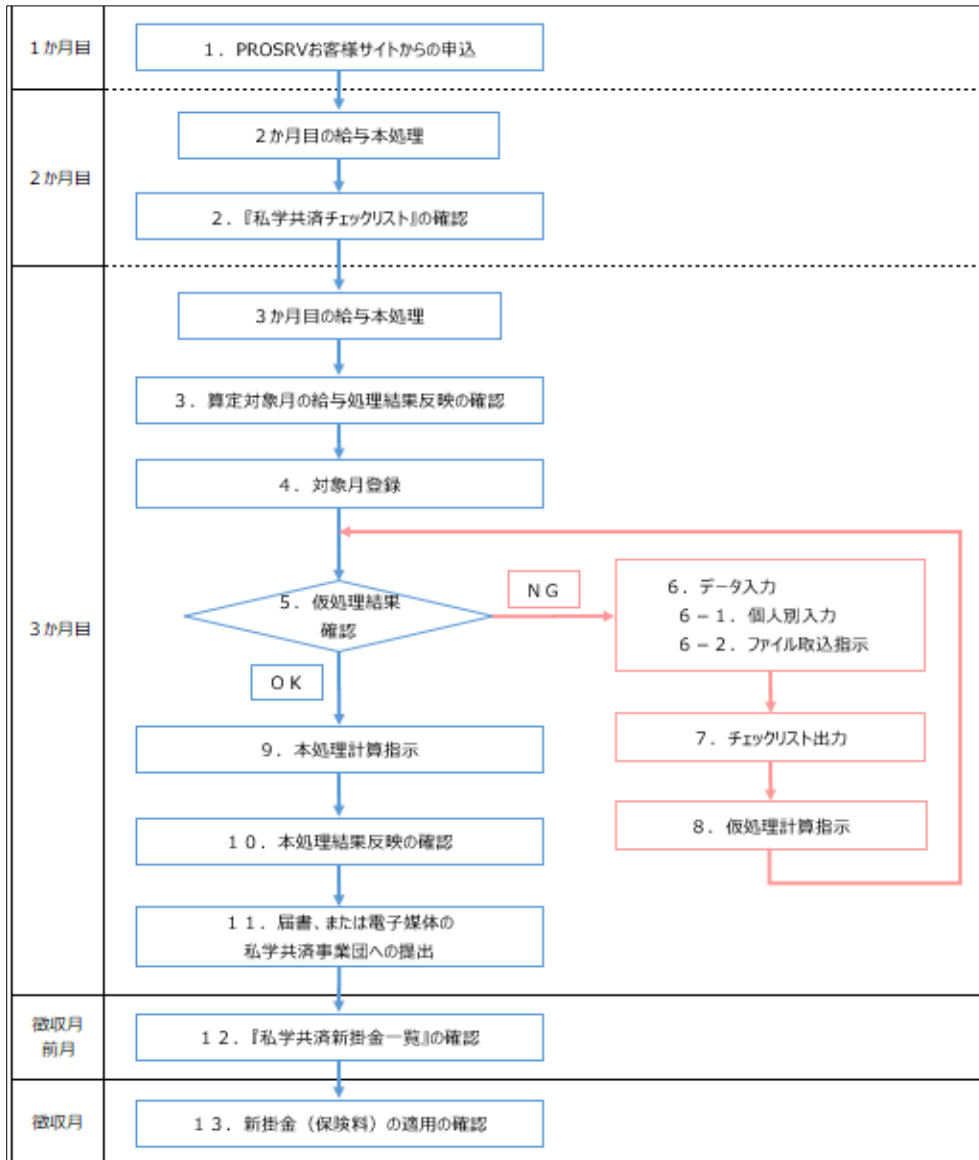 1か月目
1．PROSRVお客様サイトからの申込
2か月目
2か月目の給与本処理
2．『私学共済チェックリスト』の確認
3か月目
3か月目の給与本処理
3．算定対象月の給与処理結果反映の確認
4．対象月登録
5．仮処理結果
確認
NG
6．データ入力
6－1．個人別入力
6－2．ファイル取込指示
OK
7．チェックリスト出力
8．仮処理計算指示
9．本処理計算指示
10．本処理結果反映の確認
11．届書、または電子媒体の
私学共済事業団への提出
徴収月
前月
12．『私学共済新掛金一覧』の確認
徴収月
13．新掛金（保険料）の適用の確認